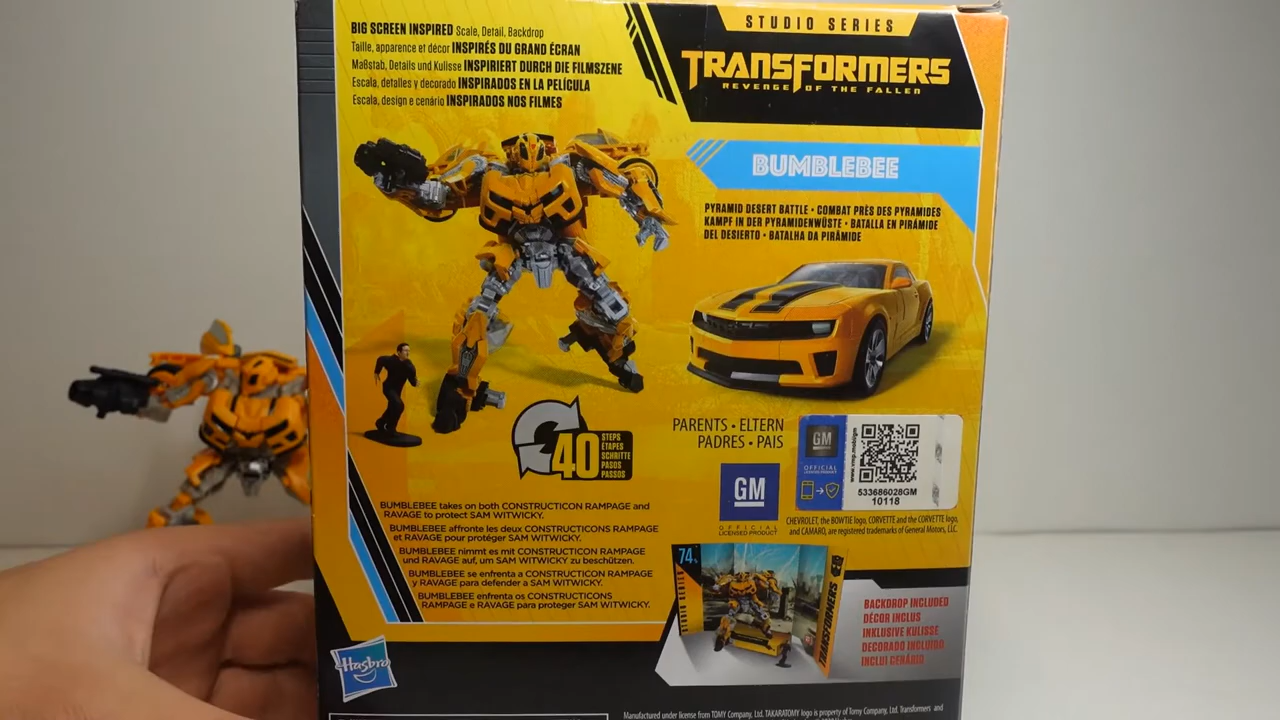 BIG SCREEN INSPIRED Scale, Detail, Backdrop
Taille, apparence et décor INSPIRÉS DU GRAND ÉCRAN
Maßstab, Details und Kulisse INSPIRIERT DURCH DIE FILMSZENE
Escala, detalles y decorado INSPIRADOS EN LA PELÍCULA
Escala, design e cenário INSPIRADOS NOS FILMES
STUDIO SERIES
TRANSFORMERS
REVENGE OF THE FALLEN
BUMBLEBEE
PYRAMID DESERT BATTLE • COMBAT PRÈS DES PYRAMIDES
KAMPF IN DER PYRAMIDENWÜSTE • BATALLA EN PIRÁMIDE
DEL DESIERTO • BATALHA DA PIRÂMIDE
40
STEPS
ÉTAPES
SCHRITTE
PASOS
PASSOS
PARENTS • ELTERN
PADRES • PAIS
GM
OFFICIAL
LICENSED PRODUCT
GM
OFFICIAL
LICENSED PRODUCT
533686028GM
10118
CHEVROLET, the BOWTIE logo, CORVETTE and the CORVETTE logo,
and CAMARO, are registered trademarks of General Motors, LLC.
BUMBLEBEE takes on both CONSTRUCTICON RAMPAGE and
RAVAGE to protect SAM WITWICKY.
BUMBLEBEE affronte les deux CONSTRUCTICONS RAMPAGE
et RAVAGE pour protéger SAM WITWICKY.
BUMBLEBEE nimmt es mit CONSTRUCTICON RAMPAGE
und RAVAGE auf, um SAM WITWICKY zu beschützen.
BUMBLEBEE se enfrenta a CONSTRUCTICON RAMPAGE
y RAVAGE para defender a SAM WITWICKY.
BUMBLEBEE enfrenta os CONSTRUCTICONS
RAMPAGE e RAVAGE para proteger SAM WITWICKY.
74
STUDIO SERIES
TRANSFORMERS
BACKDROP INCLUDED
DÉCOR INCLUS
INKLUSIVE KULISSE
DECORADO INCLUIDO
INCLUI CENÁRIO
Hasbro
Manufactured under license from TOMY Company, Ltd. TAKARATOMY logo is property of Tomy Company, Ltd. Transformers and